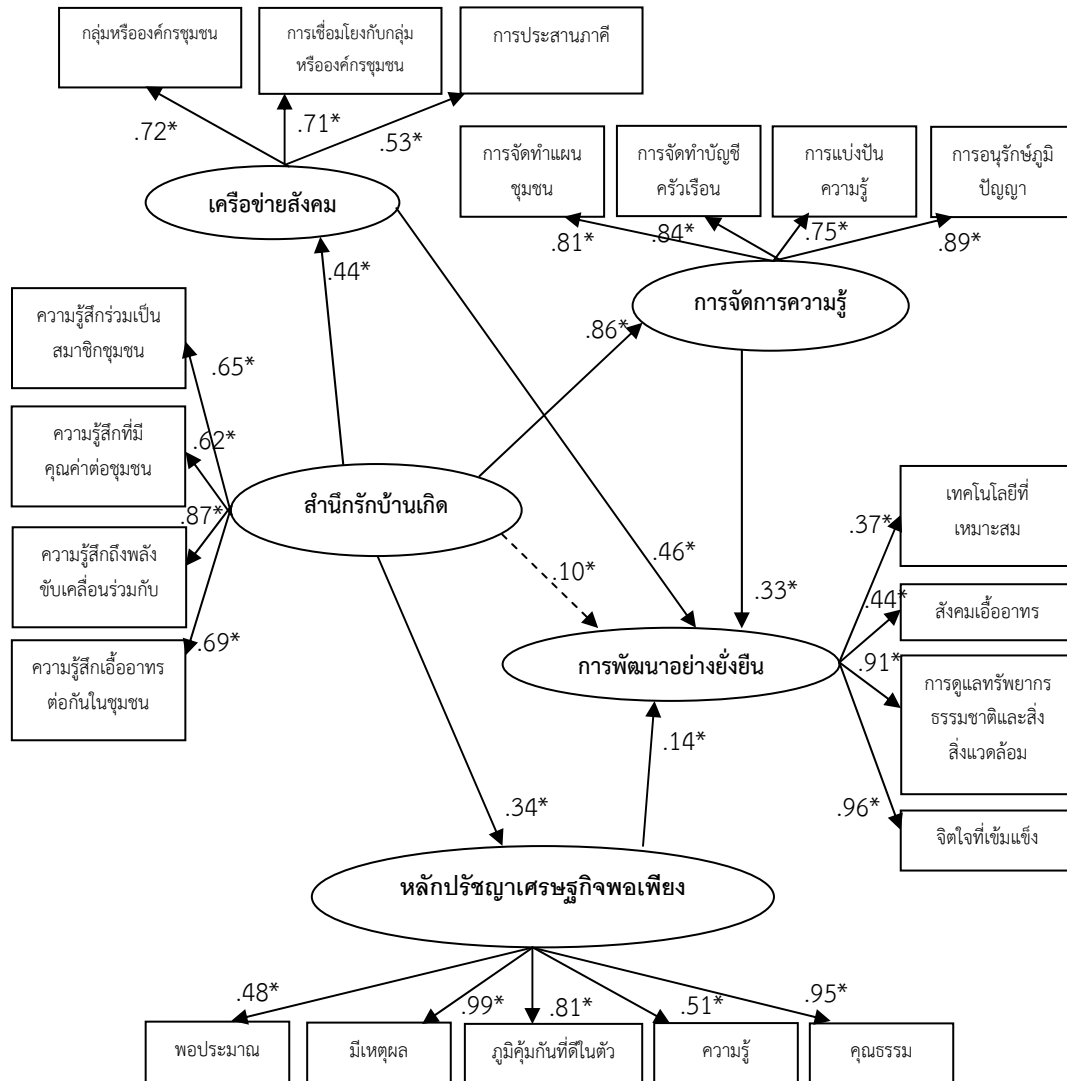 กลุ่มหรือองค์กรชุมชน
การเชื่อมโยงกับกลุ่ม
หรือองค์กรชุมชน
การประสานภาคี
.72*
.71*
.53*
เครือข่ายสังคม
การจัดทำแผน
ชุมชน
การจัดทำบัญชี
ครัวเรือน
การแบ่งปัน
ความรู้
การอนุรักษ์ภูมิ
ปัญญา
.81*
.84*
.75*
.89*
การจัดการความรู้
.44*
.86*
ความรู้สึกร่วมเป็น
สมาชิกชุมชน
.65*
ความรู้สึกที่มี
คุณค่าต่อชุมชน
.62*
ความรู้สึกถึงพลัง
ขับเคลื่อนร่วมกับ
.87*
ความรู้สึกเอื้ออาทร
ต่อกันในชุมชน
.69*
สำนึกรักบ้านเกิด
.10*
.46*
.33*
เทคโนโลยีที่
เหมาะสม
.37*
สังคมเอื้ออาทร
.44*
การดูแลทรัพยากร
ธรรมชาติและสิ่ง
สิ่งแวดล้อม
.91*
จิตใจที่เข้มแข็ง
.96*
การพัฒนาอย่างยั่งยืน
.14*
.34*
หลักปรัชญาเศรษฐกิจพอเพียง
.48*
.99*
.81*
.51*
.95*
พอประมาณ
มีเหตุผล
ภูมิคุ้มกันที่ดีในตัว
ความรู้
คุณธรรม